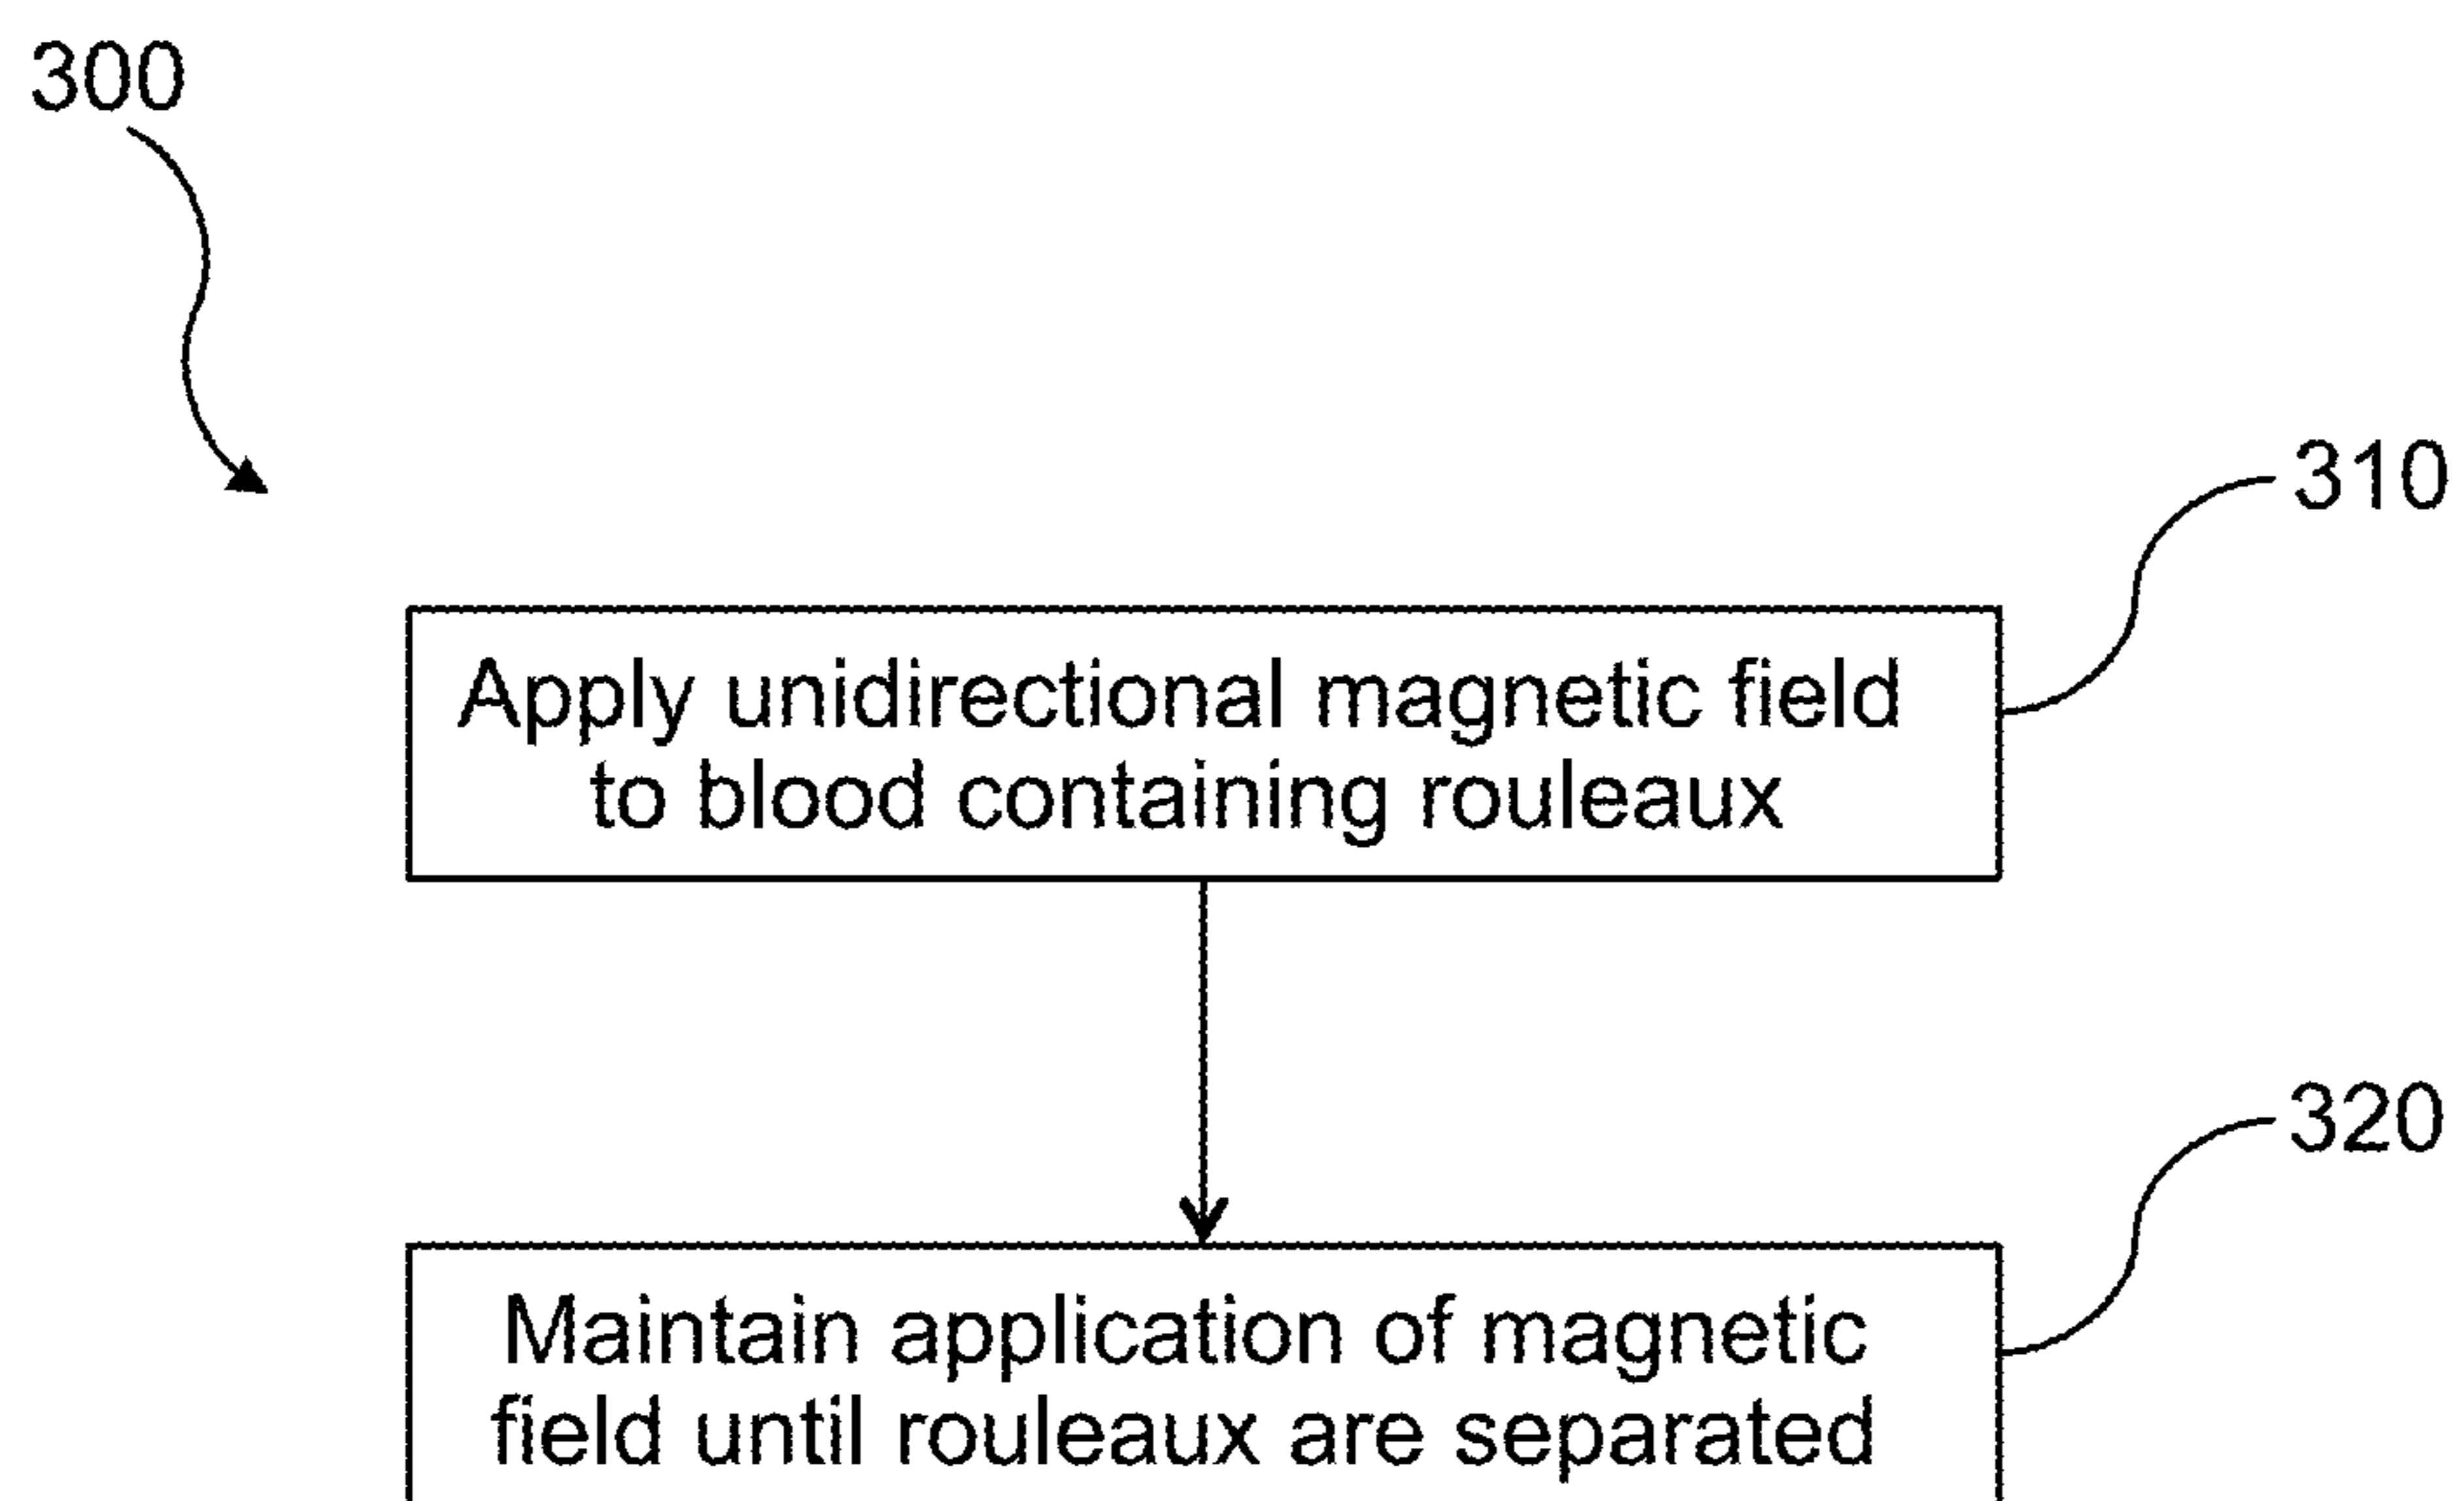 300
310
Apply unidirectional magnetic field
to blood containing rouleaux
320
Maintain application of magnetic
field until rouleaux are separated